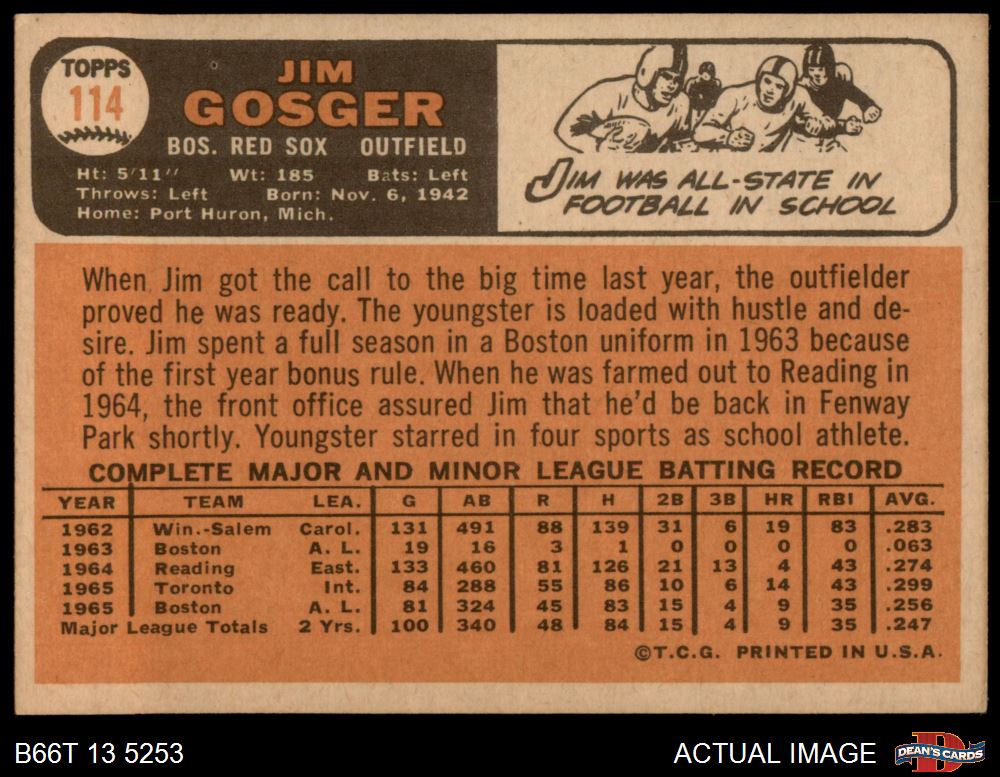 TOPPS
114
JIM
GOSGER
BOS. RED SOX OUTFIELD
Ht: 5'11" Wt: 185 Bats: Left
Throws: Left Born: Nov. 6, 1942
Home: Port Huron, Mich.
JIM WAS ALL-STATE IN
FOOTBALL IN SCHOOL
When Jim got the call to the big time last year, the outfielder
proved he was ready. The youngster is loaded with hustle and de-
sire. Jim spent a full season in a Boston uniform in 1963 because
of the first year bonus rule. When he was farmed out to Reading in
1964, the front office assured Jim that he'd be back in Fenway
Park shortly. Youngster starred in four sports as school athlete.
COMPLETE MAJOR AND MINOR LEAGUE BATTING RECORD
YEAR TEAM LEA. G AB R H 2B 3B HR RBI AVG.
1962 Win.-Salem Carol. 131 491 88 139 31 6 19 83 .283
1963 Boston A. L. 19 16 3 1 0 0 0 0 .063
1964 Reading East. 133 460 81 126 21 13 4 43 .274
1965 Toronto Int. 84 288 55 86 10 6 14 43 .299
1965 Boston A. L. 81 324 45 83 15 4 9 35 .256
Major League Totals 2 Yrs. 100 340 48 84 15 4 9 35 .247
©T.C.G. PRINTED IN U.S.A.
B66T 13 5253
ACTUAL IMAGE
DEAN'S CARDS